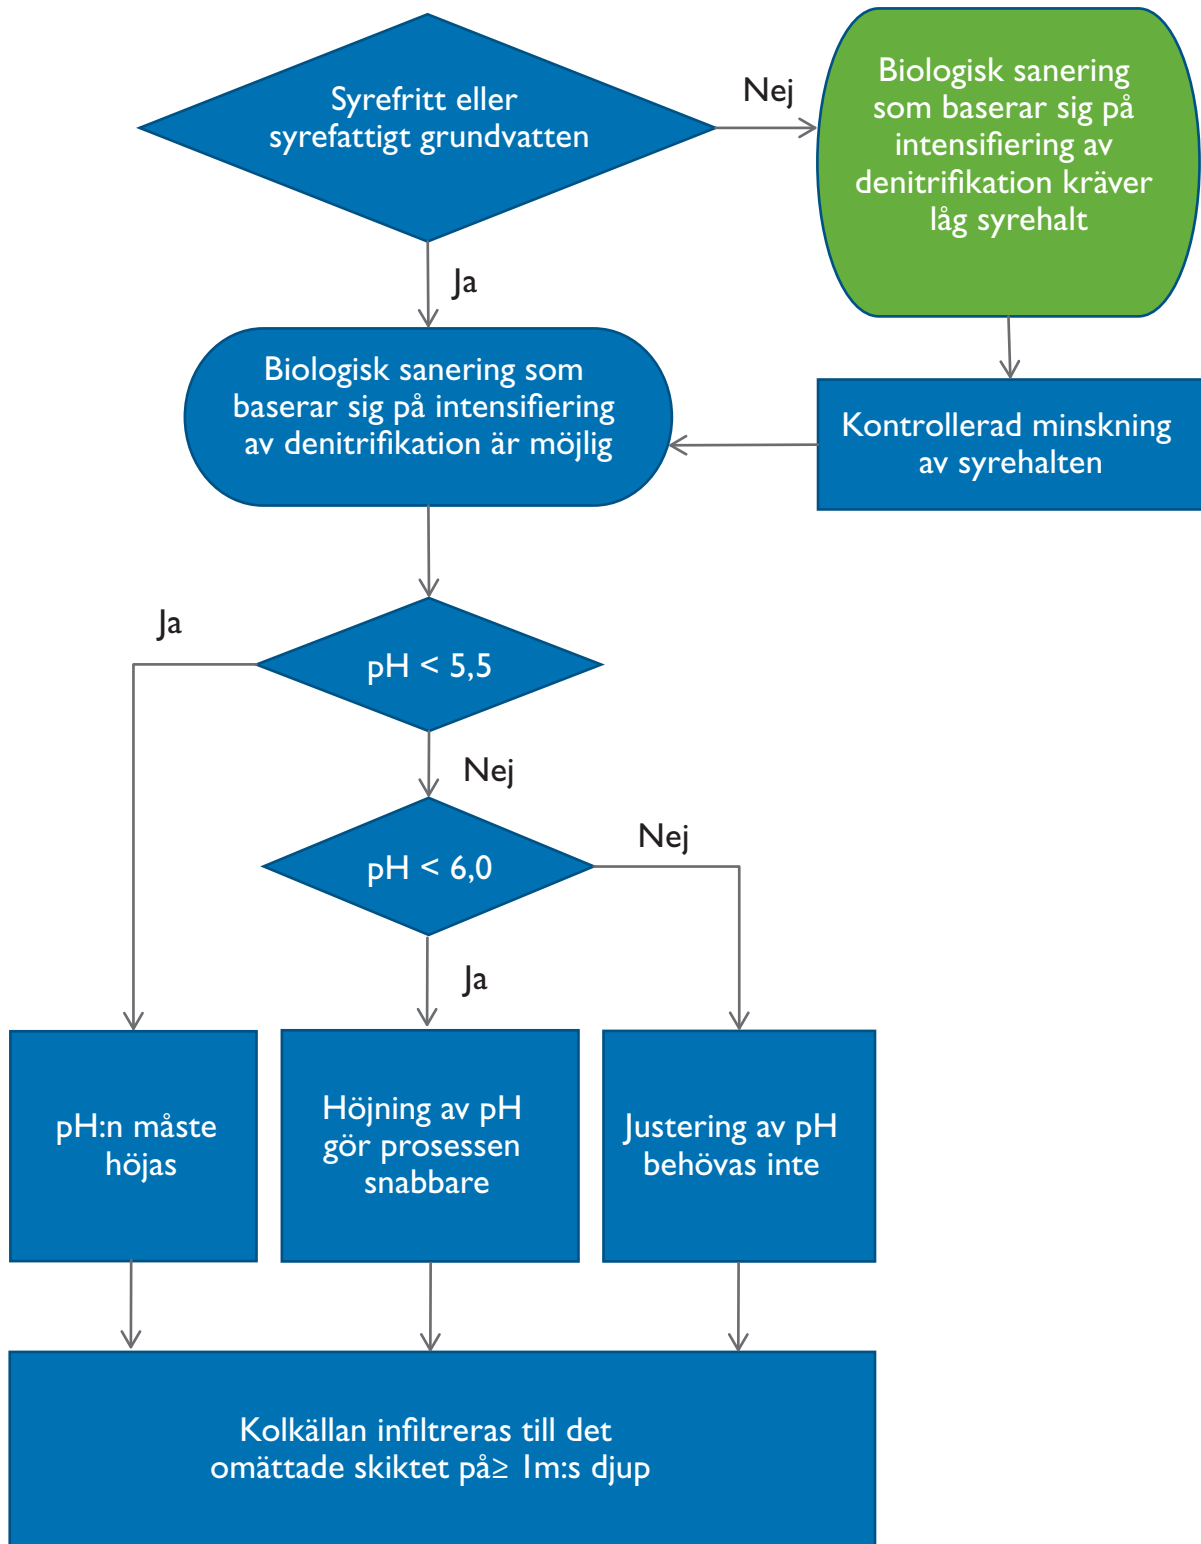 Syrefritt eller
syrefattigt grundvatten
Nej
Biologisk sanering
som baserar sig på
intensifiering av
denitrifikation kräver
låg syrehalt
Ja
Biologisk sanering som
baserar sig på intensifiering
av denitrifikation är möjlig
Kontrollerad minskning
av syrehalten
Ja
pH < 5,5
Nej
pH < 6,0
Nej
Ja
pH:n måste
höjas
Höjning av pH
gör prosessen
snabbare
Justering av pH
behövas inte
Kolkällan infiltreras till det
omättade skiktet på≥ 1m:s djup